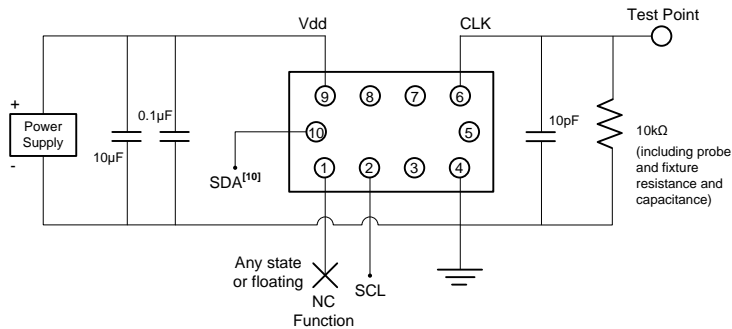 Vdd
CLK
Test Point
+
Power
Supply
-
10µF
0.1µF
9
8
7
6
10
5
1
2
3
4
SDA[10]
10pF
10kΩ
(including probe
and fixture
resistance and
capacitance)
Any state
or floating
NC
Function
SCL